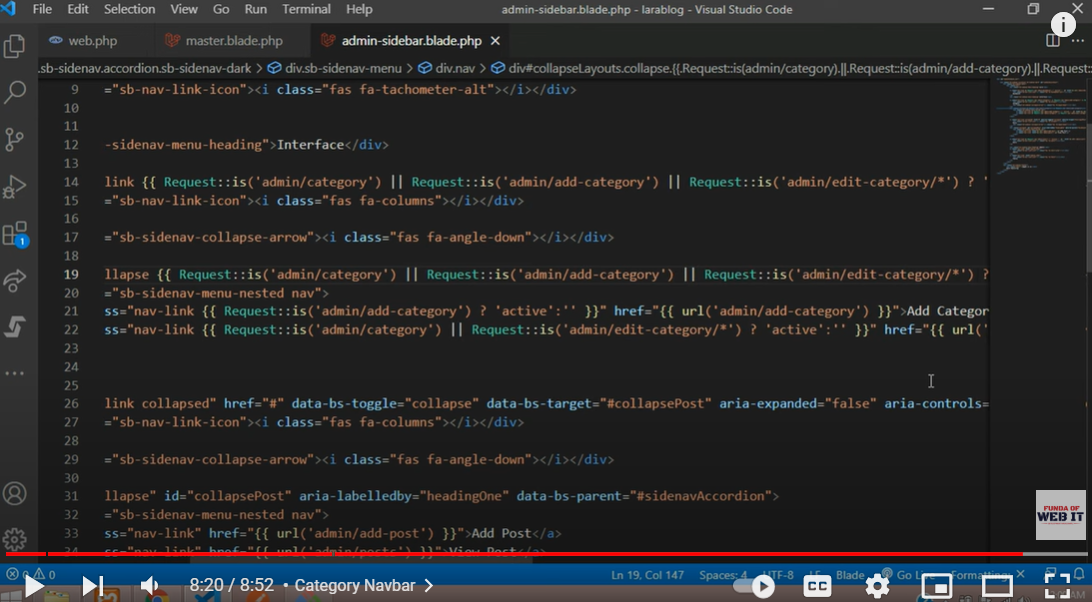 File Edit Selection View Go Run Terminal Help admin-sidebar.blade.php - larablog - Visual Studio Code
web.php master.blade.php admin-sidebar.blade.php
.sb-sidenav.accordion.sb-sidenav-dark > div.sb-sidenav-menu > div.nav > div#collapseLayouts.collapse.{{.Request::is(admin/category).||.Request::is(admin/add-category).||.Request::
9 ="sb-nav-link-icon"><i class="fas fa-tachometer-alt"></i></div>
10
11
12 -sidenav-menu-heading">Interface</div>
13
14 link {{ Request::is('admin/category') || Request::is('admin/add-category') || Request::is('admin/edit-category/*') ? '
15 ="sb-nav-link-icon"><i class="fas fa-columns"></i></div>
16
17 ="sb-sidenav-collapse-arrow"><i class="fas fa-angle-down"></i></div>
18
19 llapse {{ Request::is('admin/category') || Request::is('admin/add-category') || Request::is('admin/edit-category/*') ?
20 ="sb-sidenav-menu-nested nav">
21 ss="nav-link {{ Request::is('admin/add-category') ? 'active':'' }}" href="{{ url('admin/add-category') }}">Add Categor
22 ss="nav-link {{ Request::is('admin/category') || Request::is('admin/edit-category/*') ? 'active':'' }}" href="{{ url('
23
24
25
26 link collapsed" href="#" data-bs-toggle="collapse" data-bs-target="#collapsePost" aria-expanded="false" aria-controls=
27 ="sb-nav-link-icon"><i class="fas fa-columns"></i></div>
28
29 ="sb-sidenav-collapse-arrow"><i class="fas fa-angle-down"></i></div>
30
31 llapse" id="collapsePost" aria-labelledby="headingOne" data-bs-parent="#sidenavAccordion">
32 ="sb-sidenav-menu-nested nav">
33 ss="nav-link" href="{{ url('admin/add-post') }}">Add Post</a>
34 ss="nav-link" href="{{ url('admin/posts') }}">View Post</a>
1
FUNDA OF
WEB IT
0 0 Ln 19, Col 147 Spaces: 4 UTF-8 Blade Go Live Formatting: ×
8:20 / 8:52 • Category Navbar >
CC